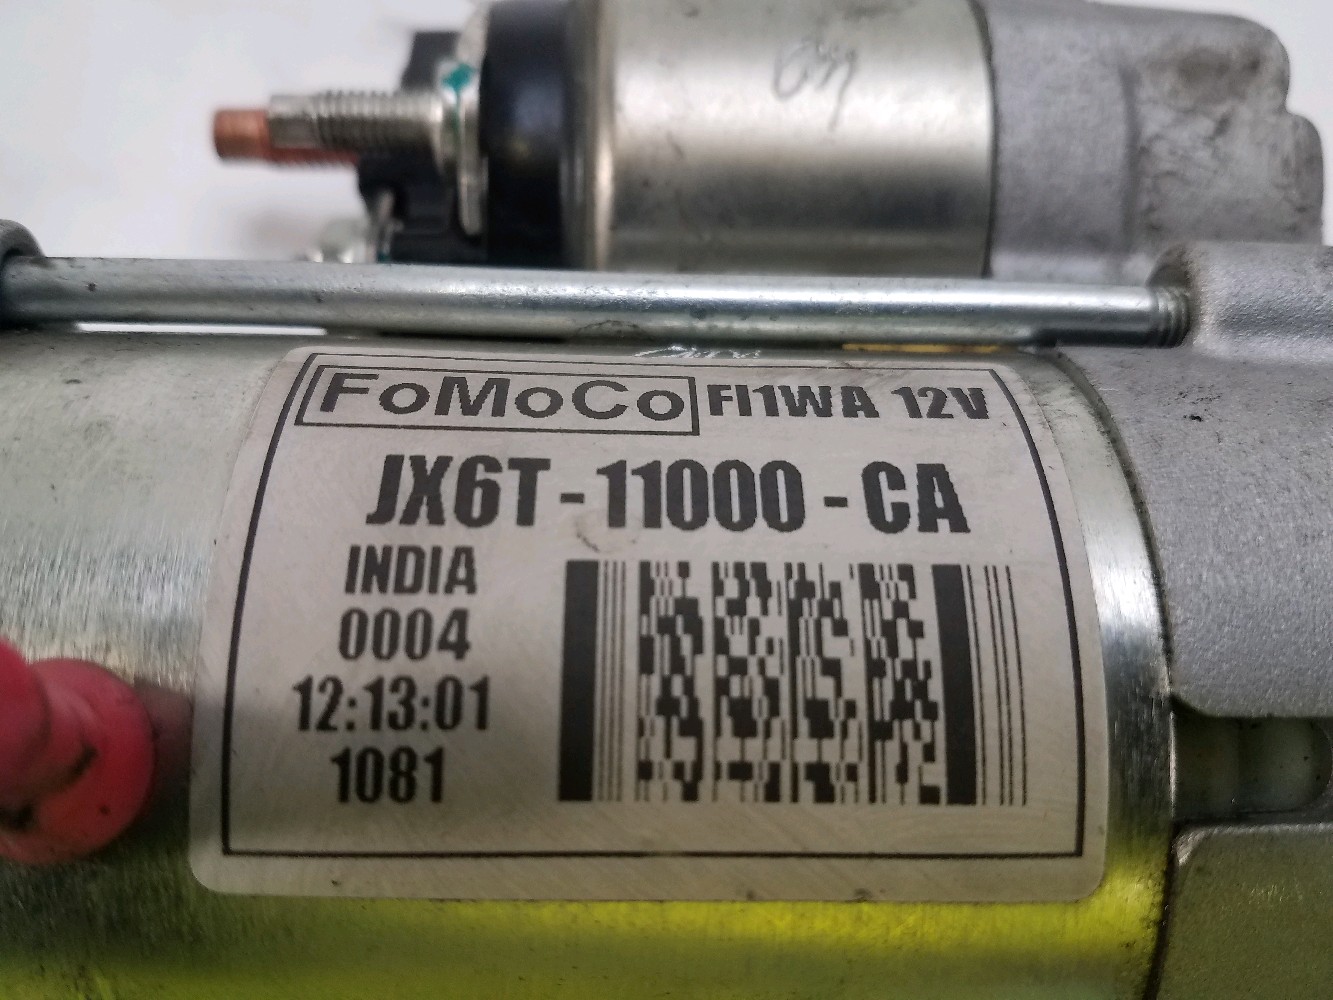 FoMoCo FI1WA 12V
JX6T-11000-CA
INDIA
0004
12:13:01
1081